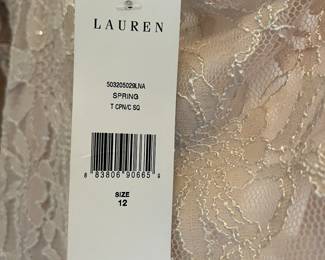 LAUREN
503205029LNA
SPRING
T CPN/C SQ
8 83806 90665 9
SIZE
12